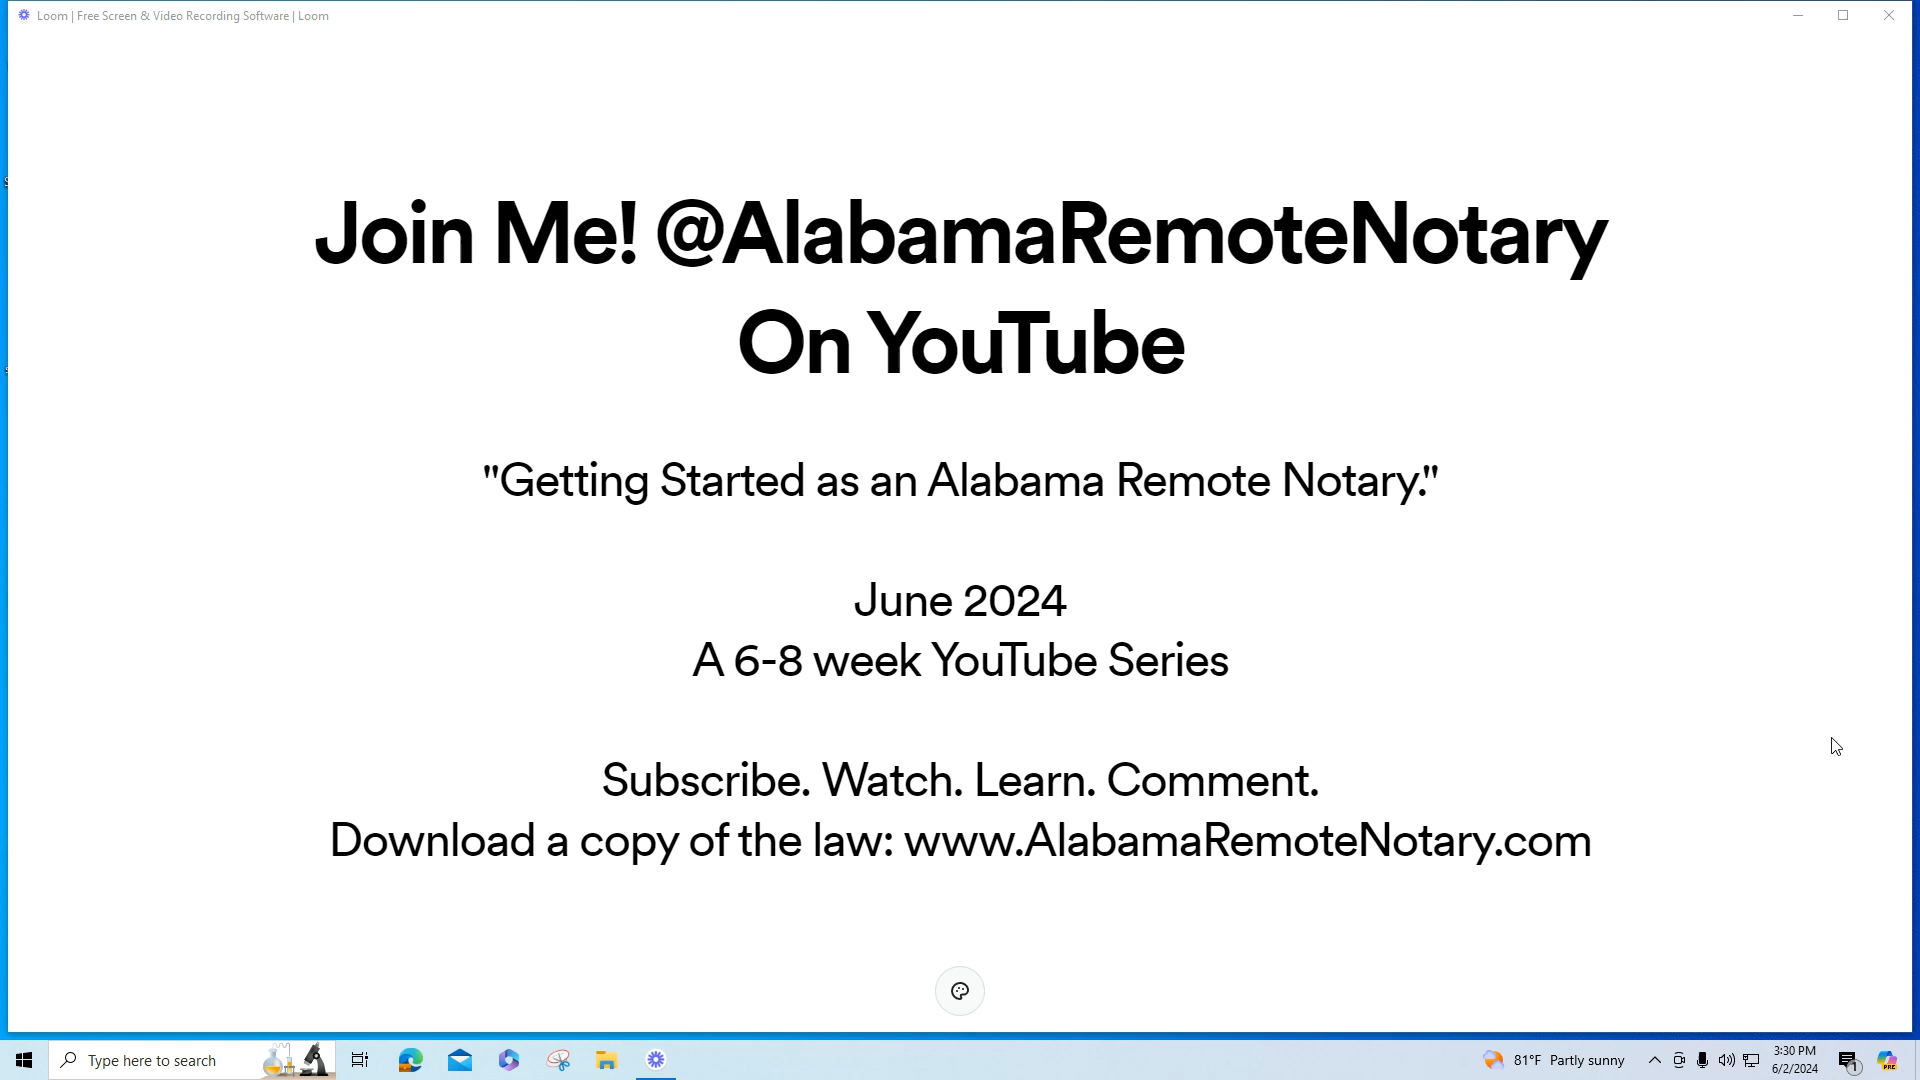 Loom | Free Screen & Video Recording Software | Loom
Join Me! @AlabamaRemoteNotary
On YouTube
"Getting Started as an Alabama Remote Notary."
June 2024
A 6-8 week YouTube Series
Subscribe. Watch. Learn. Comment.
Download a copy of the law: www.AlabamaRemoteNotary.com
Type here to search
81°F Partly sunny
3:30 PM
6/2/2024
1
PRE